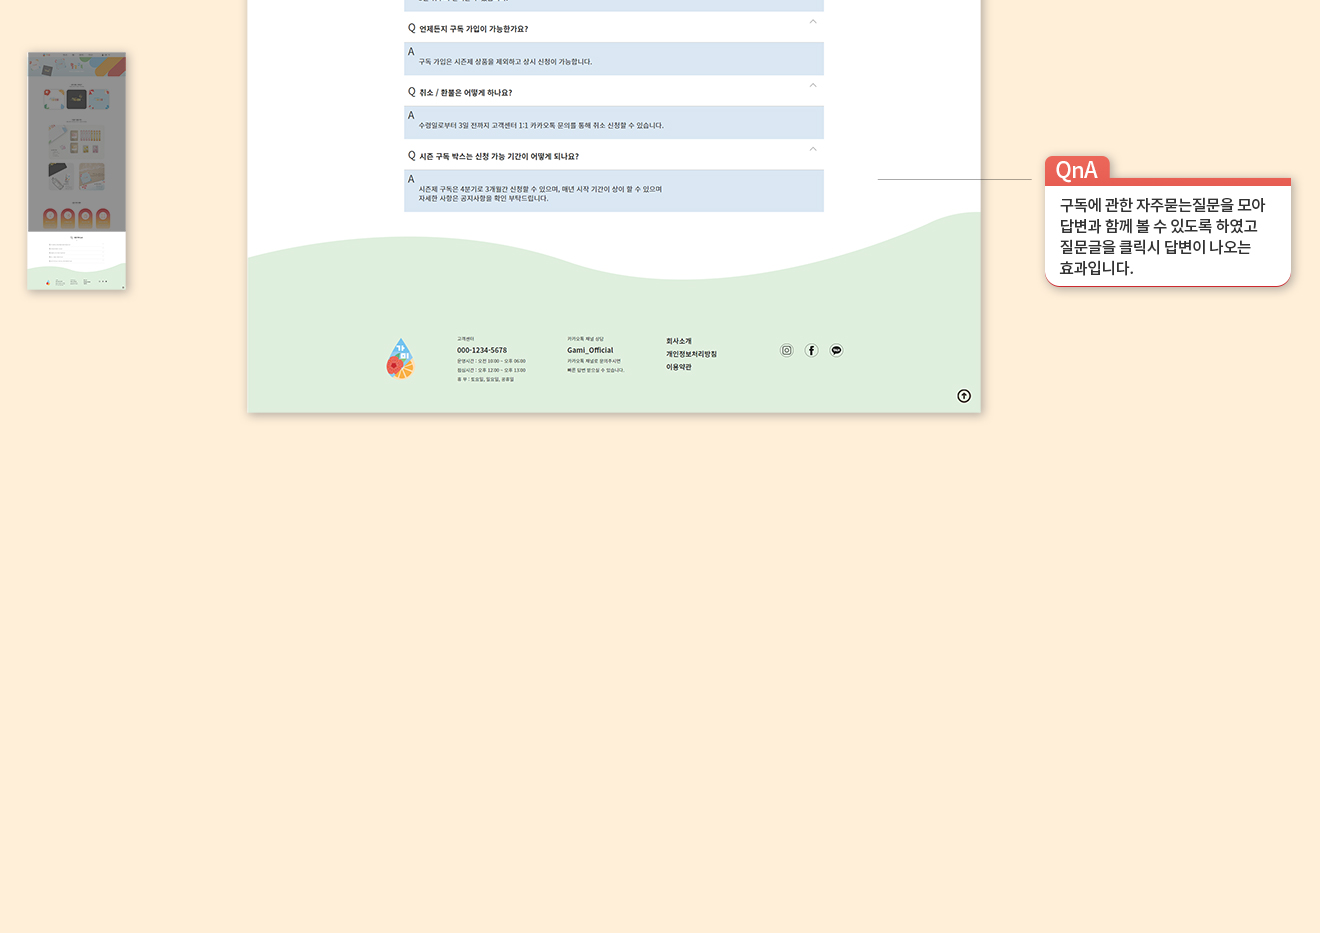 Q 언제든지 구독 가입이 가능한가요?
A
구독 가입은 시즌제 상품을 제외하고 상시 신청이 가능합니다.
Q 취소 / 환불은 어떻게 하나요?
A
수령일로부터 3일 전까지 고객센터 1:1 카카오톡 문의를 통해 취소 신청할 수 있습니다.
Q 시즌 구독 박스는 신청 가능 기간이 어떻게 되나요?
A
시즌제 구독은 4분기로 3개월간 신청할 수 있으며, 매년 시작 기간이 상이 할 수 있으며
자세한 사항은 공지사항을 확인 부탁드립니다.
QnA
구독에 관한 자주묻는질문을 모아
답변과 함께 볼 수 있도록 하였고
질문글을 클릭시 답변이 나오는
효과입니다.
가미
고객센터
000-1234-5678
운영시간 : 오전 10:00 ~ 오후 06:00
점심시간 : 오후 12:00 ~ 오후 13:00
휴 무 : 토요일, 일요일, 공휴일
카카오톡 채널 상담
Gami_Official
카카오톡 채널로 문의주시면
빠른 답변 받으실 수 있습니다.
회사소개
개인정보처리방침
이용약관